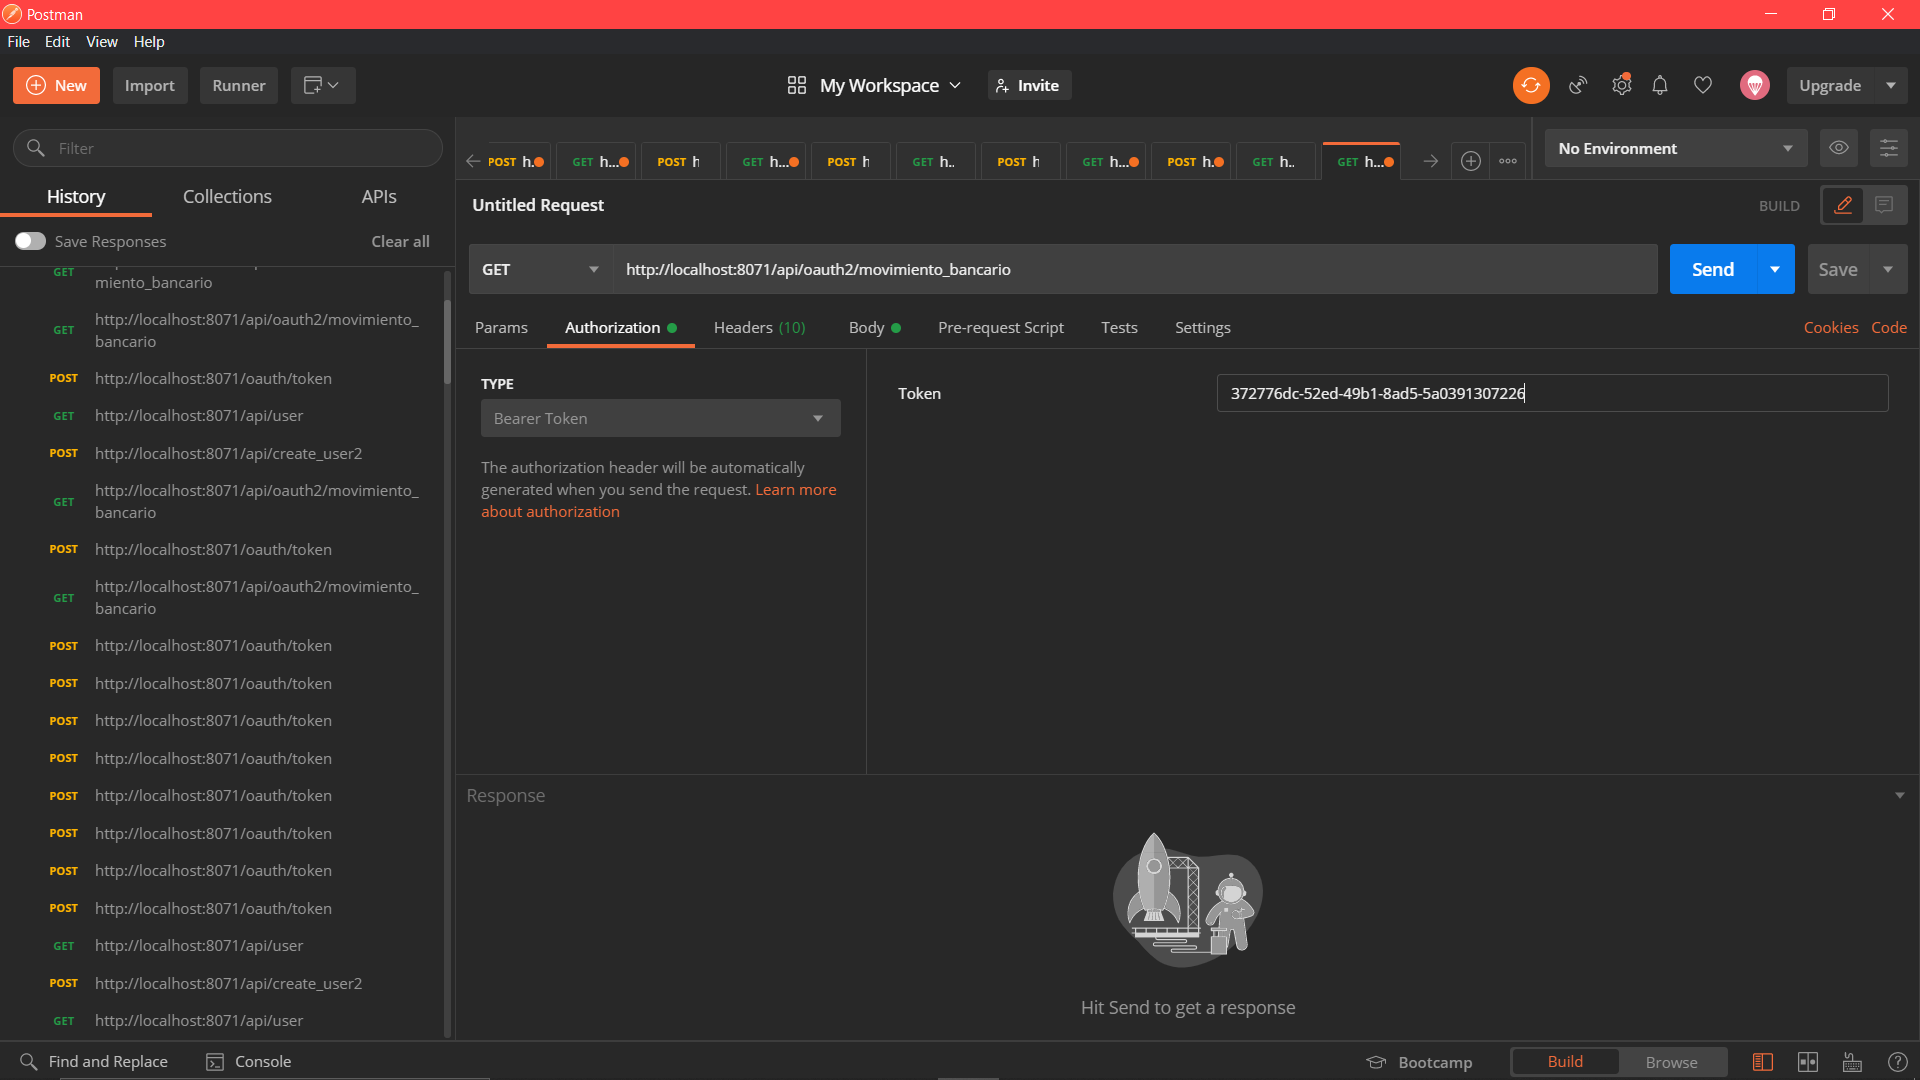 Postman
File Edit View Help
New Import Runner My Workspace Invite Upgrade
Filter
History Collections APIs
Save Responses Clear all
GET
miento_bancario
GET http://localhost:8071/api/oauth2/movimiento_
bancario
POST http://localhost:8071/oauth/token
GET http://localhost:8071/api/user
POST http://localhost:8071/api/create_user2
GET http://localhost:8071/api/oauth2/movimiento_
bancario
POST http://localhost:8071/oauth/token
GET http://localhost:8071/api/oauth2/movimiento_
bancario
POST http://localhost:8071/oauth/token
POST http://localhost:8071/oauth/token
POST http://localhost:8071/oauth/token
POST http://localhost:8071/oauth/token
POST http://localhost:8071/oauth/token
POST http://localhost:8071/oauth/token
POST http://localhost:8071/oauth/token
POST http://localhost:8071/oauth/token
GET http://localhost:8071/api/user
POST http://localhost:8071/api/create_user2
GET http://localhost:8071/api/user
POST h. GET h... POST h GET h... POST h GET h.. POST h GET h... POST h. GET h.. GET h...
No Environment
Untitled Request BUILD
GET http://localhost:8071/api/oauth2/movimiento_bancario Send Save
Params Authorization Headers (10) Body Pre-request Script Tests Settings Cookies Code
TYPE
Bearer Token
The authorization header will be automatically
generated when you send the request. Learn more
about authorization
Token 372776dc-52ed-49b1-8ad5-5a0391307226
Response
Hit Send to get a response
Find and Replace Console Bootcamp Build Browse